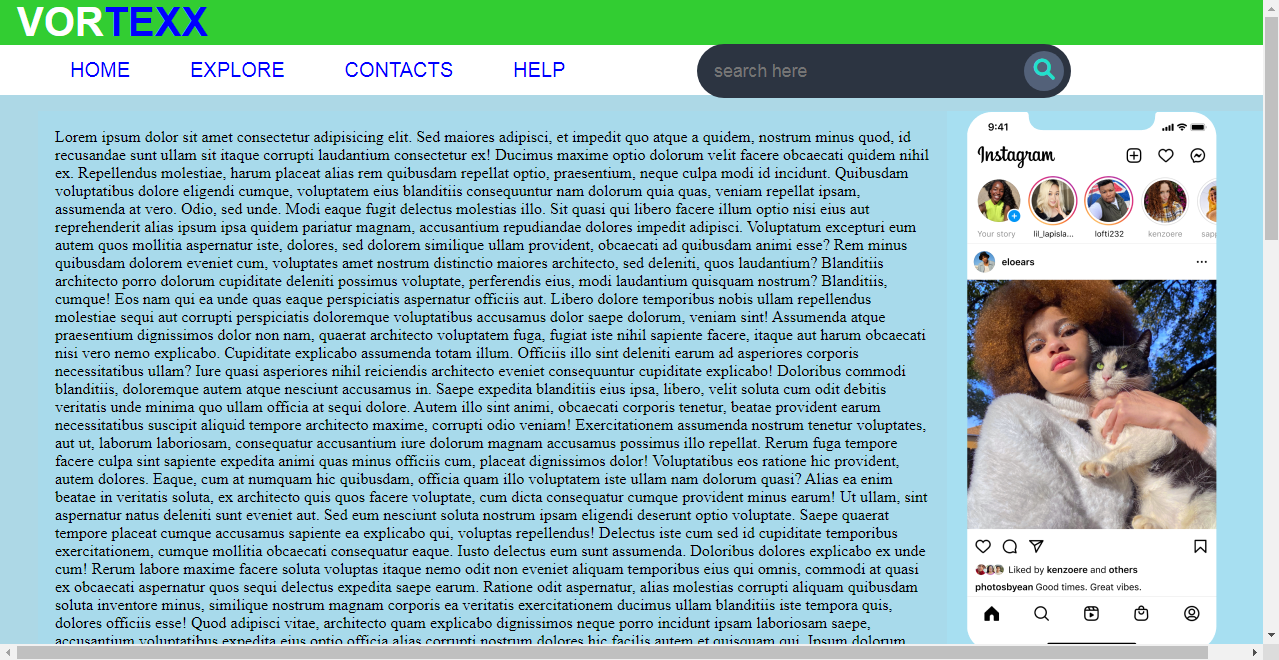 VORTEXX
HOME EXPLORE CONTACTS HELP search here
Lorem ipsum dolor sit amet consectetur adipisicing elit. Sed maiores adipisci, et impedit quo atque a quidem, nostrum minus quod, id
recusandae sunt ullam sit itaque corrupti laudantium consectetur ex! Ducimus maxime optio dolorum velit facere obcaecati quidem nihil
ex. Repellendus molestiae, harum placeat alias rem quibusdam repellat optio, praesentium, neque culpa modi id incidunt. Quibusdam
voluptatibus dolore eligendi cumque, voluptatem eius blanditiis consequuntur nam dolorum quia quas, veniam repellat ipsam,
assumenda at vero. Odio, sed unde. Modi eaque fugit delectus molestias illo. Sit quasi qui libero facere illum optio nisi eius aut
reprehenderit alias ipsum ipsa quidem pariatur magnam, accusantium repudiandae dolores impedit adipisci. Voluptatum excepturi eum
autem quos mollitia aspernatur iste, dolores, sed dolorem similique ullam provident, obcaecati ad quibusdam animi esse? Rem minus
quibusdam dolorem eveniet cum, voluptates amet nostrum distinctio maiores architecto, sed deleniti, quos laudantium? Blanditiis
architecto porro dolorum cupiditate deleniti possimus voluptate, perferendis eius, modi laudantium quisquam nostrum? Blanditiis,
cumque! Eos nam qui ea unde quas eaque perspiciatis aspernatur officiis aut. Libero dolore temporibus nobis ullam repellendus
molestiae sequi aut corrupti perspiciatis doloremque voluptatibus accusamus dolor saepe dolorum, veniam sint! Assumenda atque
praesentium dignissimos dolor non nam, quaerat architecto voluptatem fuga, fugiat iste nihil sapiente facere, itaque aut harum obcaecati
nisi vero nemo explicabo. Cupiditate explicabo assumenda totam illum. Officiis illo sint deleniti earum ad asperiores corporis
necessitatibus ullam? Iure quasi asperiores nihil reiciendis architecto eveniet consequuntur cupiditate explicabo! Doloribus commodi
blanditiis, doloremque autem atque nesciunt accusamus in. Saepe expedita blanditiis eius ipsa, libero, velit soluta cum odit debitis
veritatis unde minima quo ullam officia at sequi dolore. Autem illo sint animi, obcaecati corporis tenetur, beatae provident earum
necessitatibus suscipit aliquid tempore architecto maxime, corrupti odio veniam! Exercitationem assumenda nostrum tenetur voluptates,
aut ut, laborum laboriosam, consequatur accusantium iure dolorum magnam accusamus possimus illo repellat. Rerum fuga tempore
facere culpa sint sapiente expedita animi quas minus officiis cum, placeat dignissimos dolor! Voluptatibus eos ratione hic provident,
autem dolores. Eaque, cum at numquam hic quibusdam, officia quam illo voluptatem iste ullam nam dolorum quasi? Alias ea enim
beatae in veritatis soluta, ex architecto quis quos facere voluptate, cum dicta consequatur cumque provident minus earum! Ut ullam, sint
aspernatur natus deleniti sunt eveniet aut. Sed eum nesciunt soluta nostrum ipsam eligendi deserunt optio voluptate. Saepe quaerat
tempore placeat cumque accusamus sapiente ea explicabo qui, voluptas repellendus! Delectus iste cum sed id cupiditate temporibus
exercitationem, cumque mollitia obcaecati consequatur eaque. Iusto delectus eum sunt assumenda. Doloribus dolores explicabo ex unde
cum! Rerum labore maxime facere soluta voluptas itaque nemo odit non eveniet aliquam temporibus eius qui omnis, commodi at quasi
ex obcaecati aspernatur quos sequi delectus expedita saepe earum. Ratione odit aspernatur, alias molestias corrupti aliquam quibusdam
soluta inventore minus, similique nostrum magnam corporis ea veritatis exercitationem ducimus ullam blanditiis iste tempora quis,
dolores officiis esse! Quod adipisci vitae, architecto quam explicabo dignissimos neque porro incidunt ipsam laboriosam saepe,
accusantium voluptatibus expedita eius optio officia alias corrupti nostrum dolores hic facilis autem et quisquam qui. Ipsum dolorum
9:41
Instagram
Your story lil_lapisla... lofti232 kenzoere
eloears
Liked by kenzoere and others
photosbyean Good times. Great vibes.